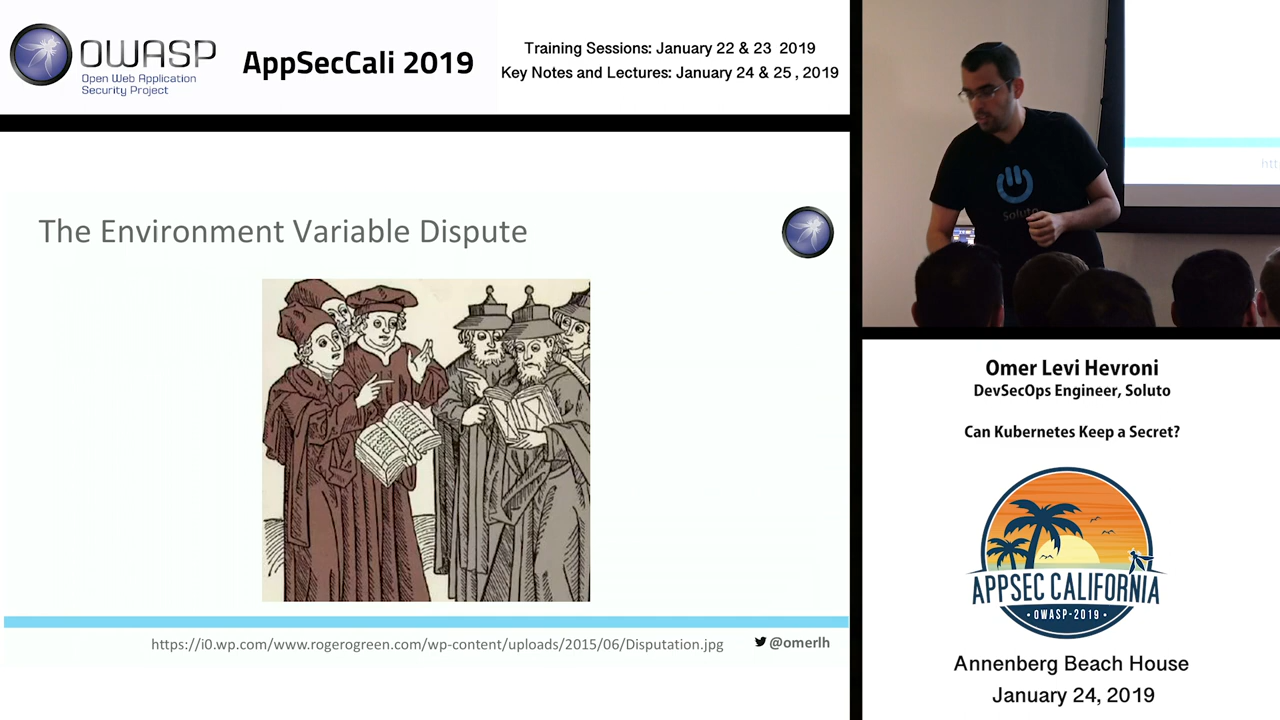 OWASP
Open Web Application
Security Project
AppSecCali 2019
Training Sessions: January 22 & 23 2019
Key Notes and Lectures: January 24 & 25 , 2019
The Environment Variable Dispute
https://i0.wp.com/www.rogerogreen.com/wp-content/uploads/2015/06/Disputation.jpg
@omerlh
Soluto
htt
Omer Levi Hevroni
DevSecOps Engineer, Soluto
Can Kubernetes Keep a Secret?
APPSEC CALIFORNIA
• OWASP-2019 •
Annenberg Beach House
January 24, 2019